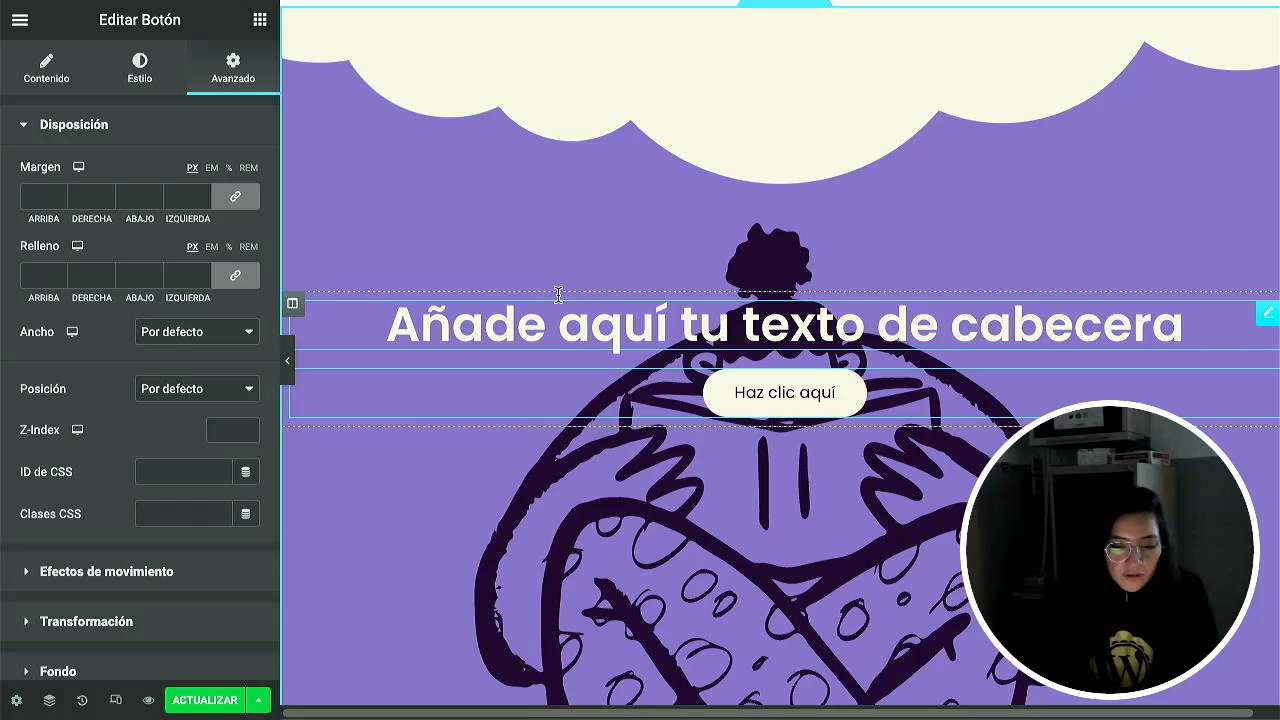 Editar Botón
Contenido
Estilo
Avanzado
Disposición
Margen
PX EM % REM
ARRIBA DERECHA ABAJO IZQUIERDA
Relleno
PX EM % REM
ARRIBA DERECHA ABAJO IZQUIERDA
Ancho
Por defecto
Posición
Por defecto
Z-Index
ID de CSS
Clases CSS
Efectos de movimiento
Transformación
Fondo
ACTUALIZAR
Añade aquí tu texto de cabecera
Haz clic aquí